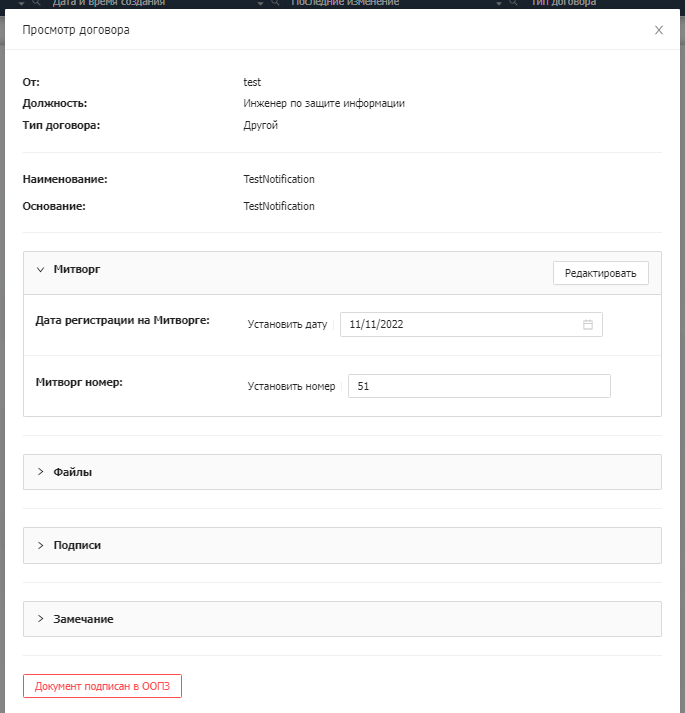 Дата и время создания Последнее изменение Тип договора
Просмотр договора
От: test
Должность: Инженер по защите информации
Тип договора: Другой
Наименование: TestNotification
Основание: TestNotification
Митворг Редактировать
Дата регистрации на Митворге: Установить дату 11/11/2022
Митворг номер: Установить номер 51
Файлы
Подписи
Замечание
Документ подписан в ООПЗ